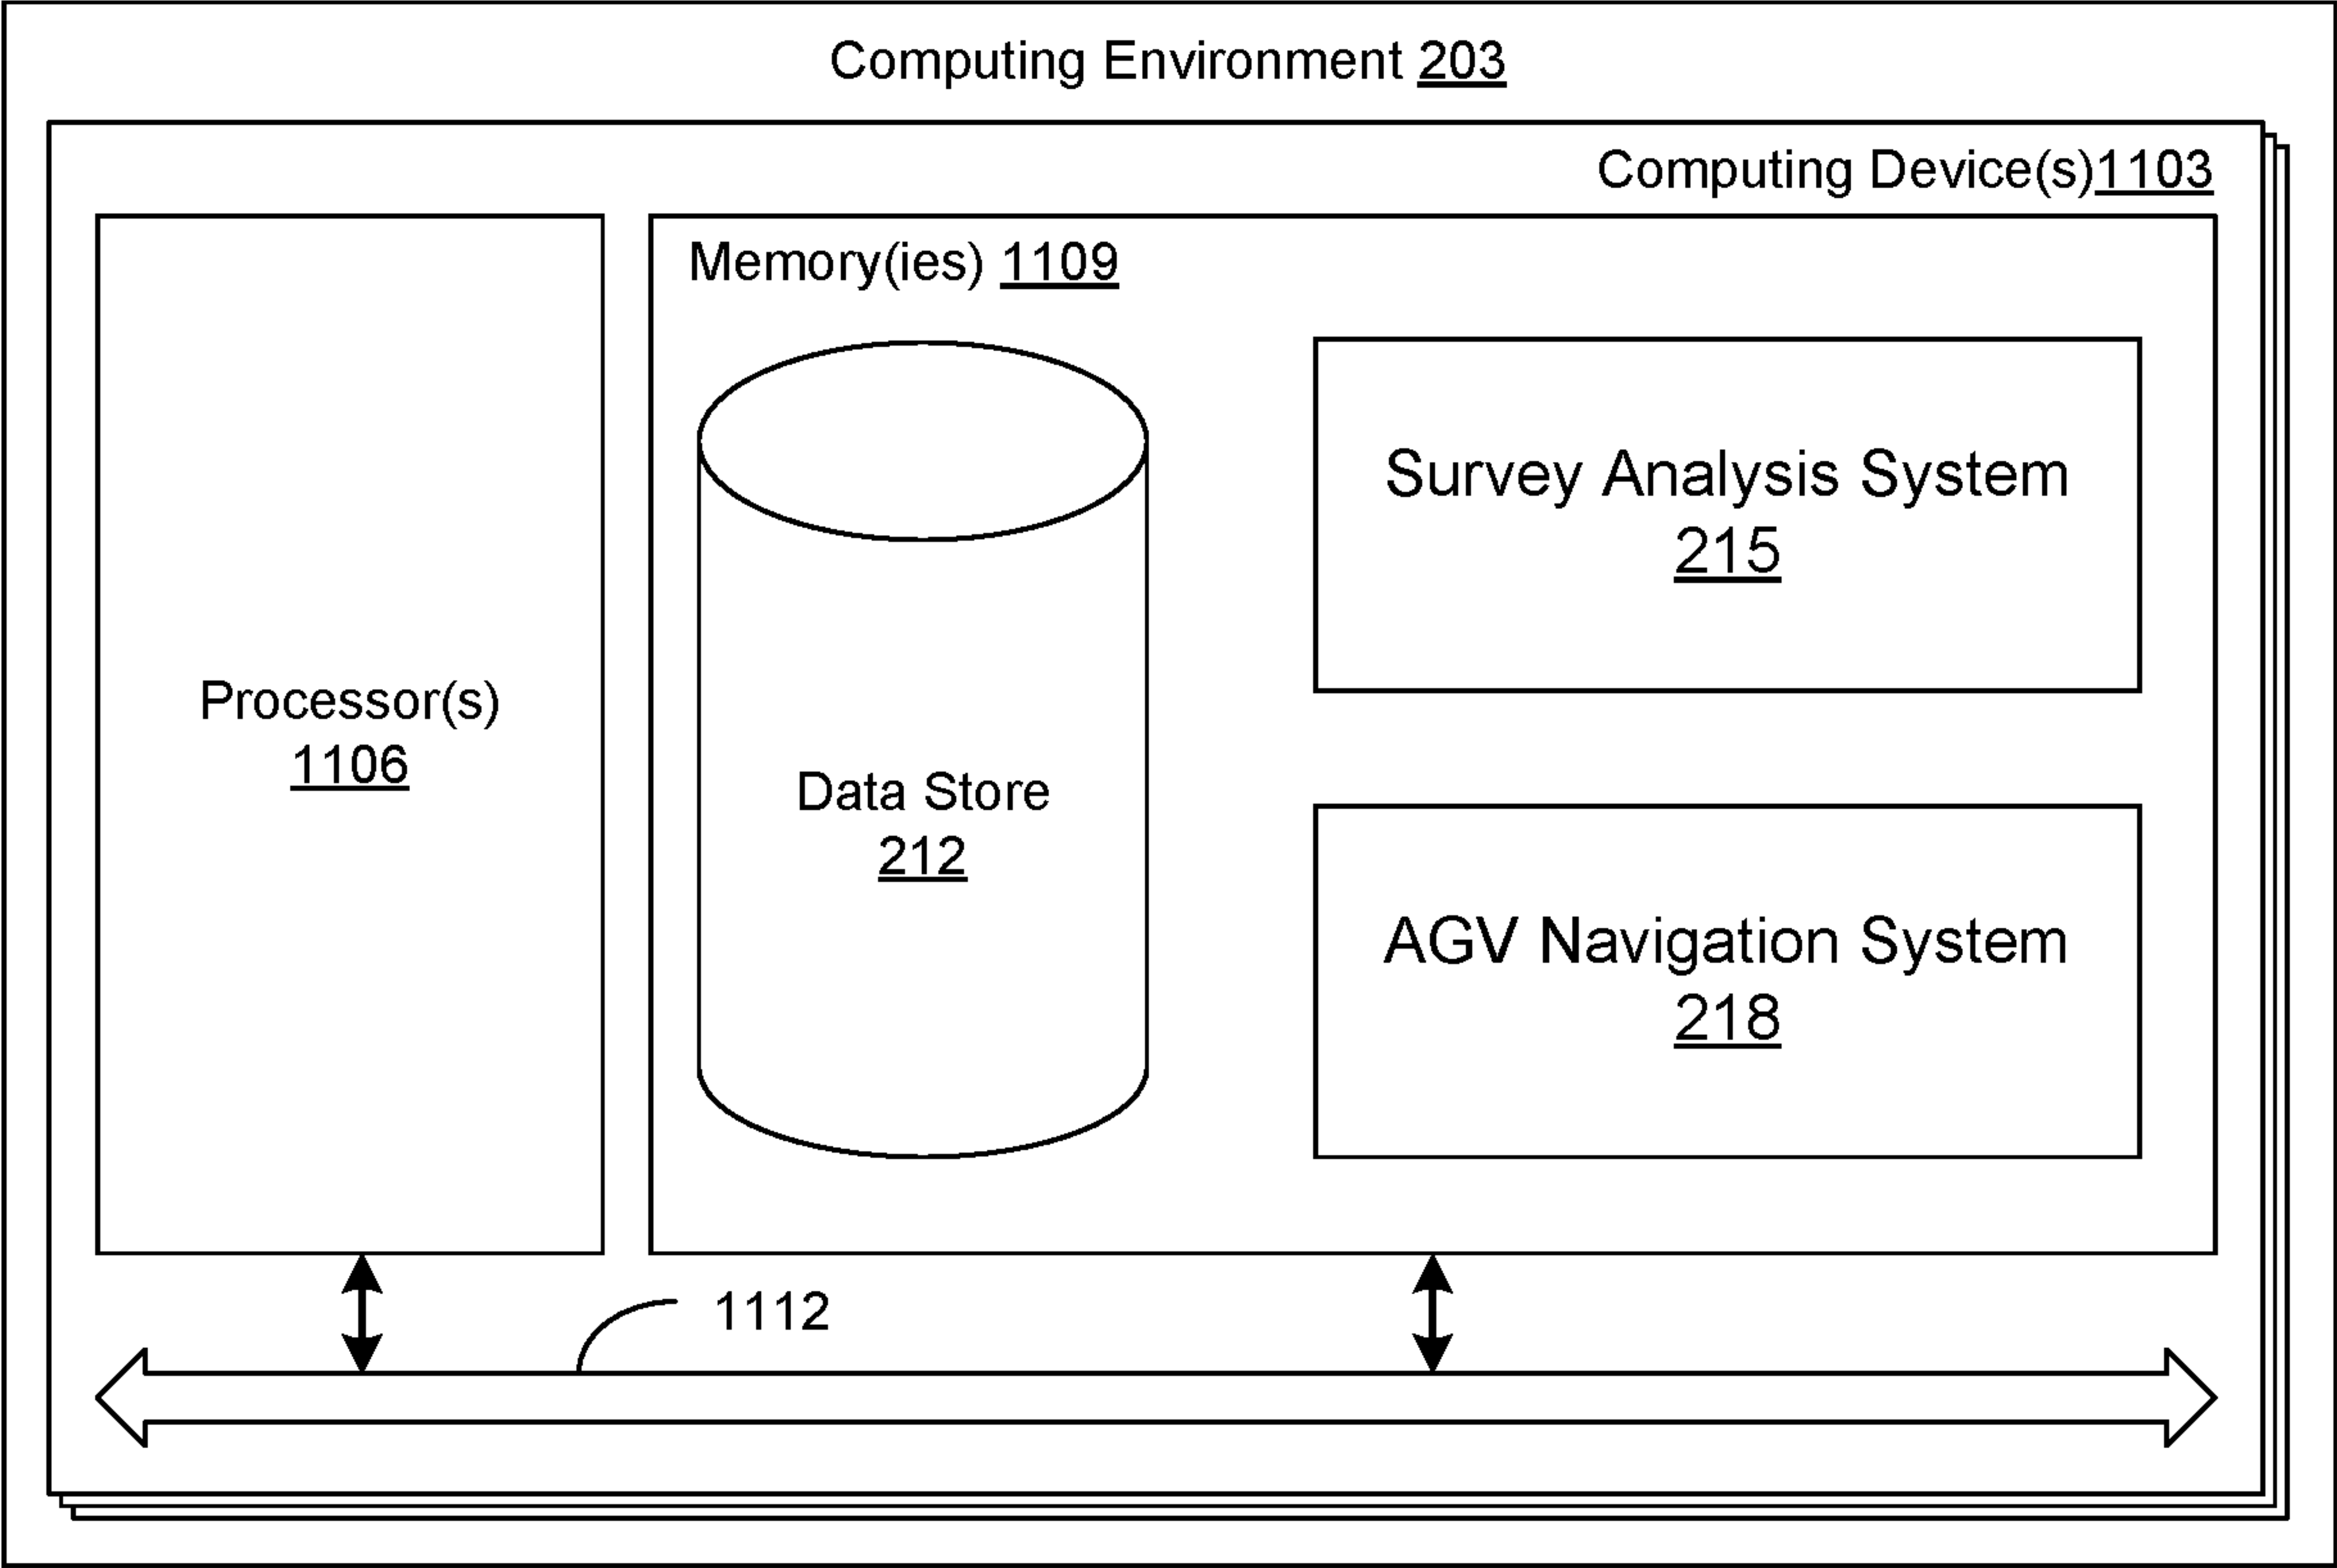 Computing Environment 203
Computing Device(s)1103
Memory(ies) 1109
Processor(s)
1106
Data Store
212
Survey Analysis System
215
AGV Navigation System
218
1112